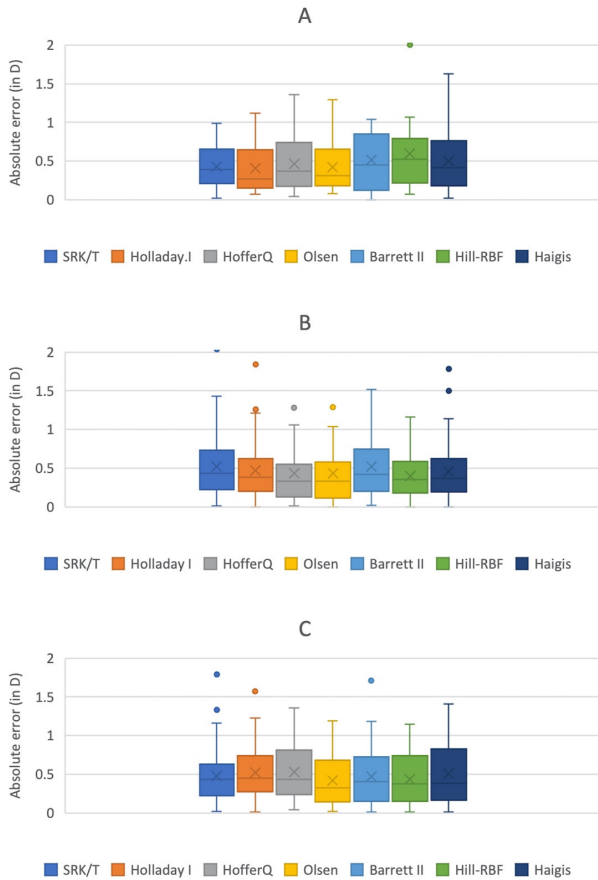 A
Absolute error (in D)
2
1.5
1
0.5
0
SRK/T Holladay.I HofferQ Olsen Barrett II Hill-RBF Haigis
B
Absolute error (in D)
2
1.5
1
0.5
0
SRK/T Holladay I HofferQ Olsen Barrett II Hill-RBF Haigis
C
Absolute error (in D)
2
1.5
1
0.5
0
SRK/T Holladay I HofferQ Olsen Barrett II Hill-RBF Haigis